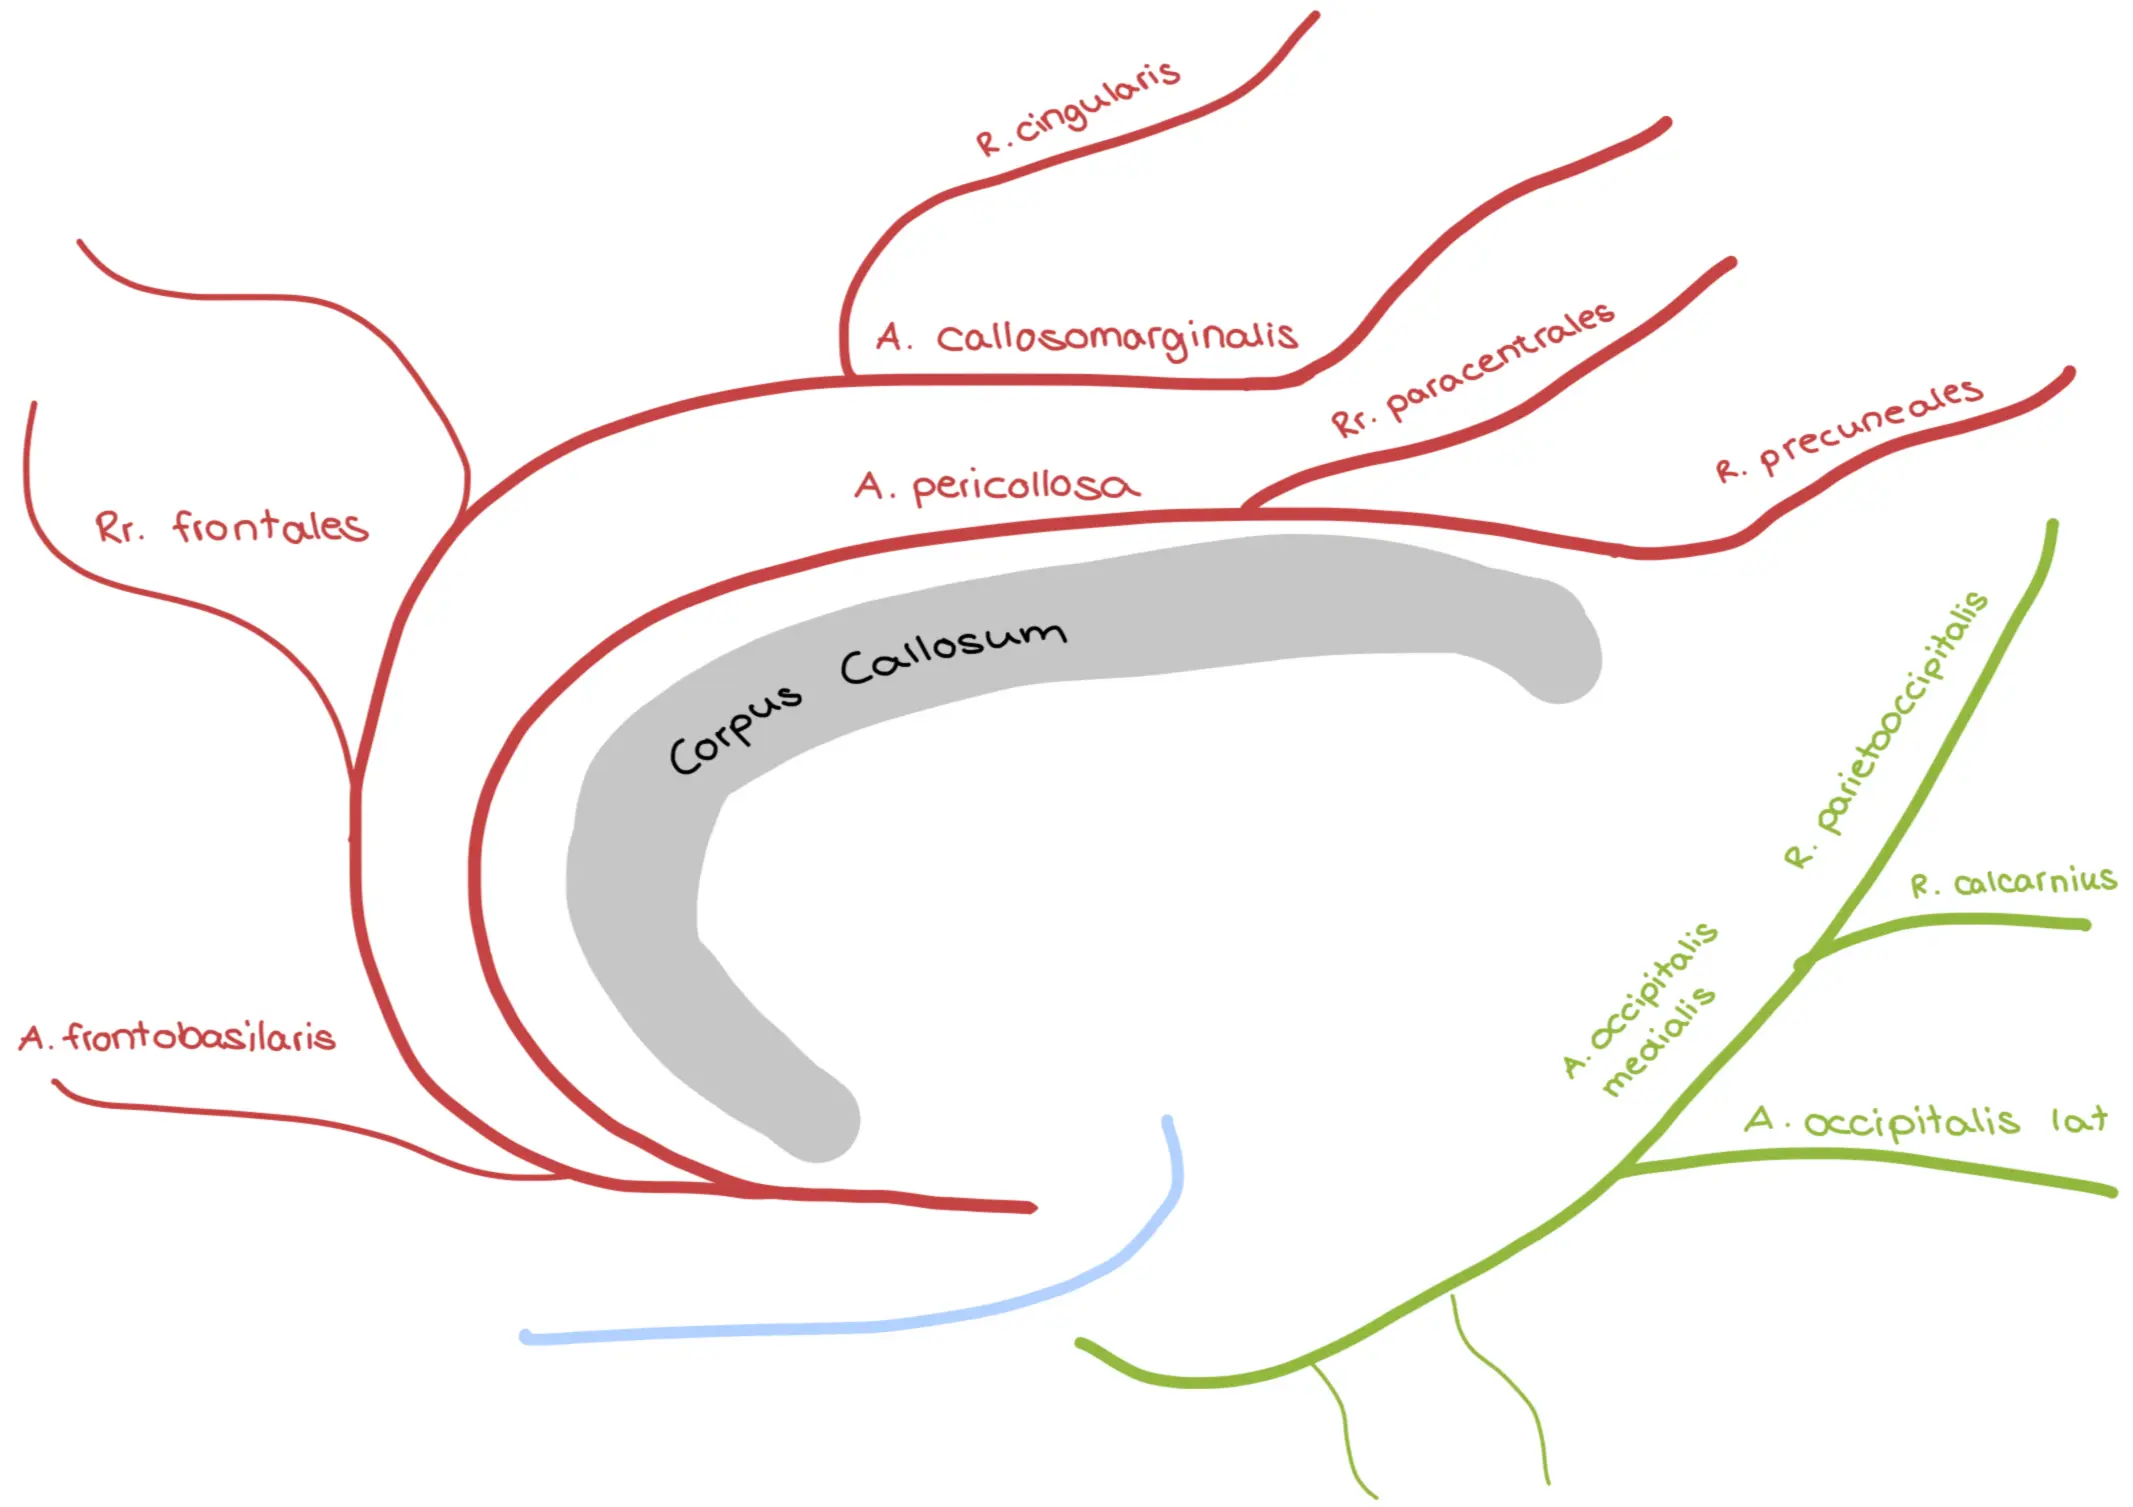 R. cingularis
A. callosomarginalis
Rr. paracentrales
R. precuneales
A. pericollosa
Rr. frontales
Corpus Callosum
R. parietooccipitalis
R. calcarnius
A. occipitalis
medialis
A. frontobasilaris
A. occipitalis lat